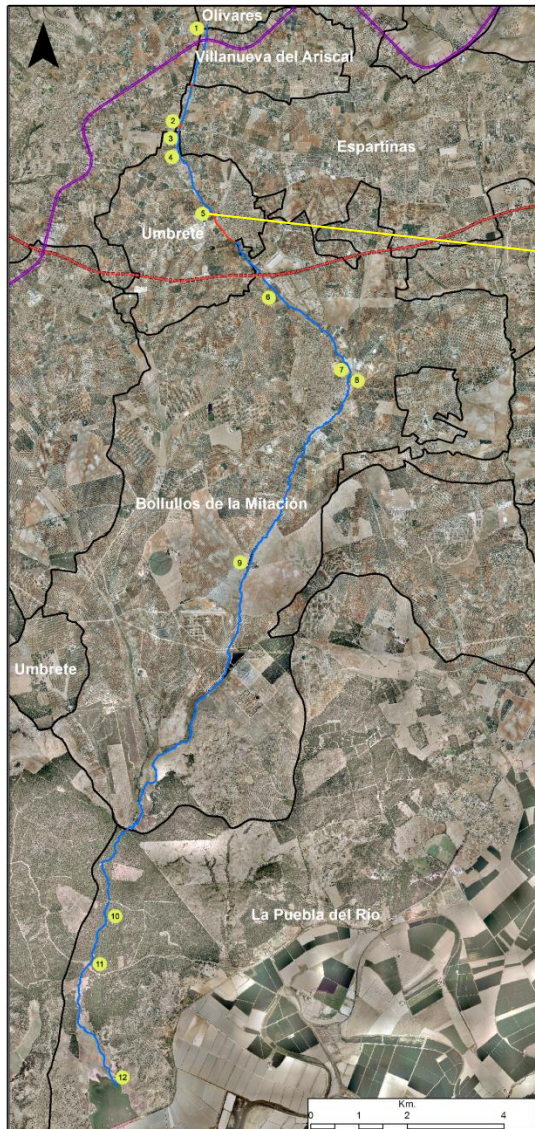 Olivares
1
Villanueva del Ariscal
2
3
Espartinas
4
5
Umbrete
6
7
8
Bollullos de la Mitación
9
Umbrete
10
La Puebla del Río
11
12
Km.
0 1 2 4